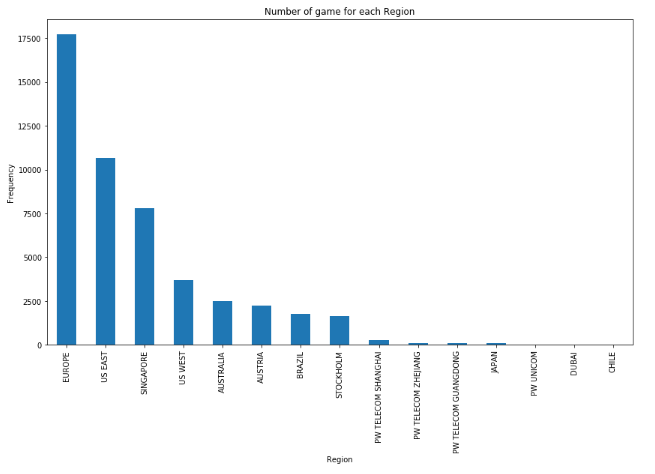 Number of game for each Region
Frequency
17500
15000
12500
10000
7500
5000
2500
0
EUROPE
US EAST
SINGAPORE
US WEST
AUSTRALIA
AUSTRIA
BRAZIL
STOCKHOLM
PW TELECOM SHANGHAI
PW TELECOM ZHEJIANG
PW TELECOM GUANGDONG
JAPAN
PW UNICOM
DUBAI
CHILE
Region